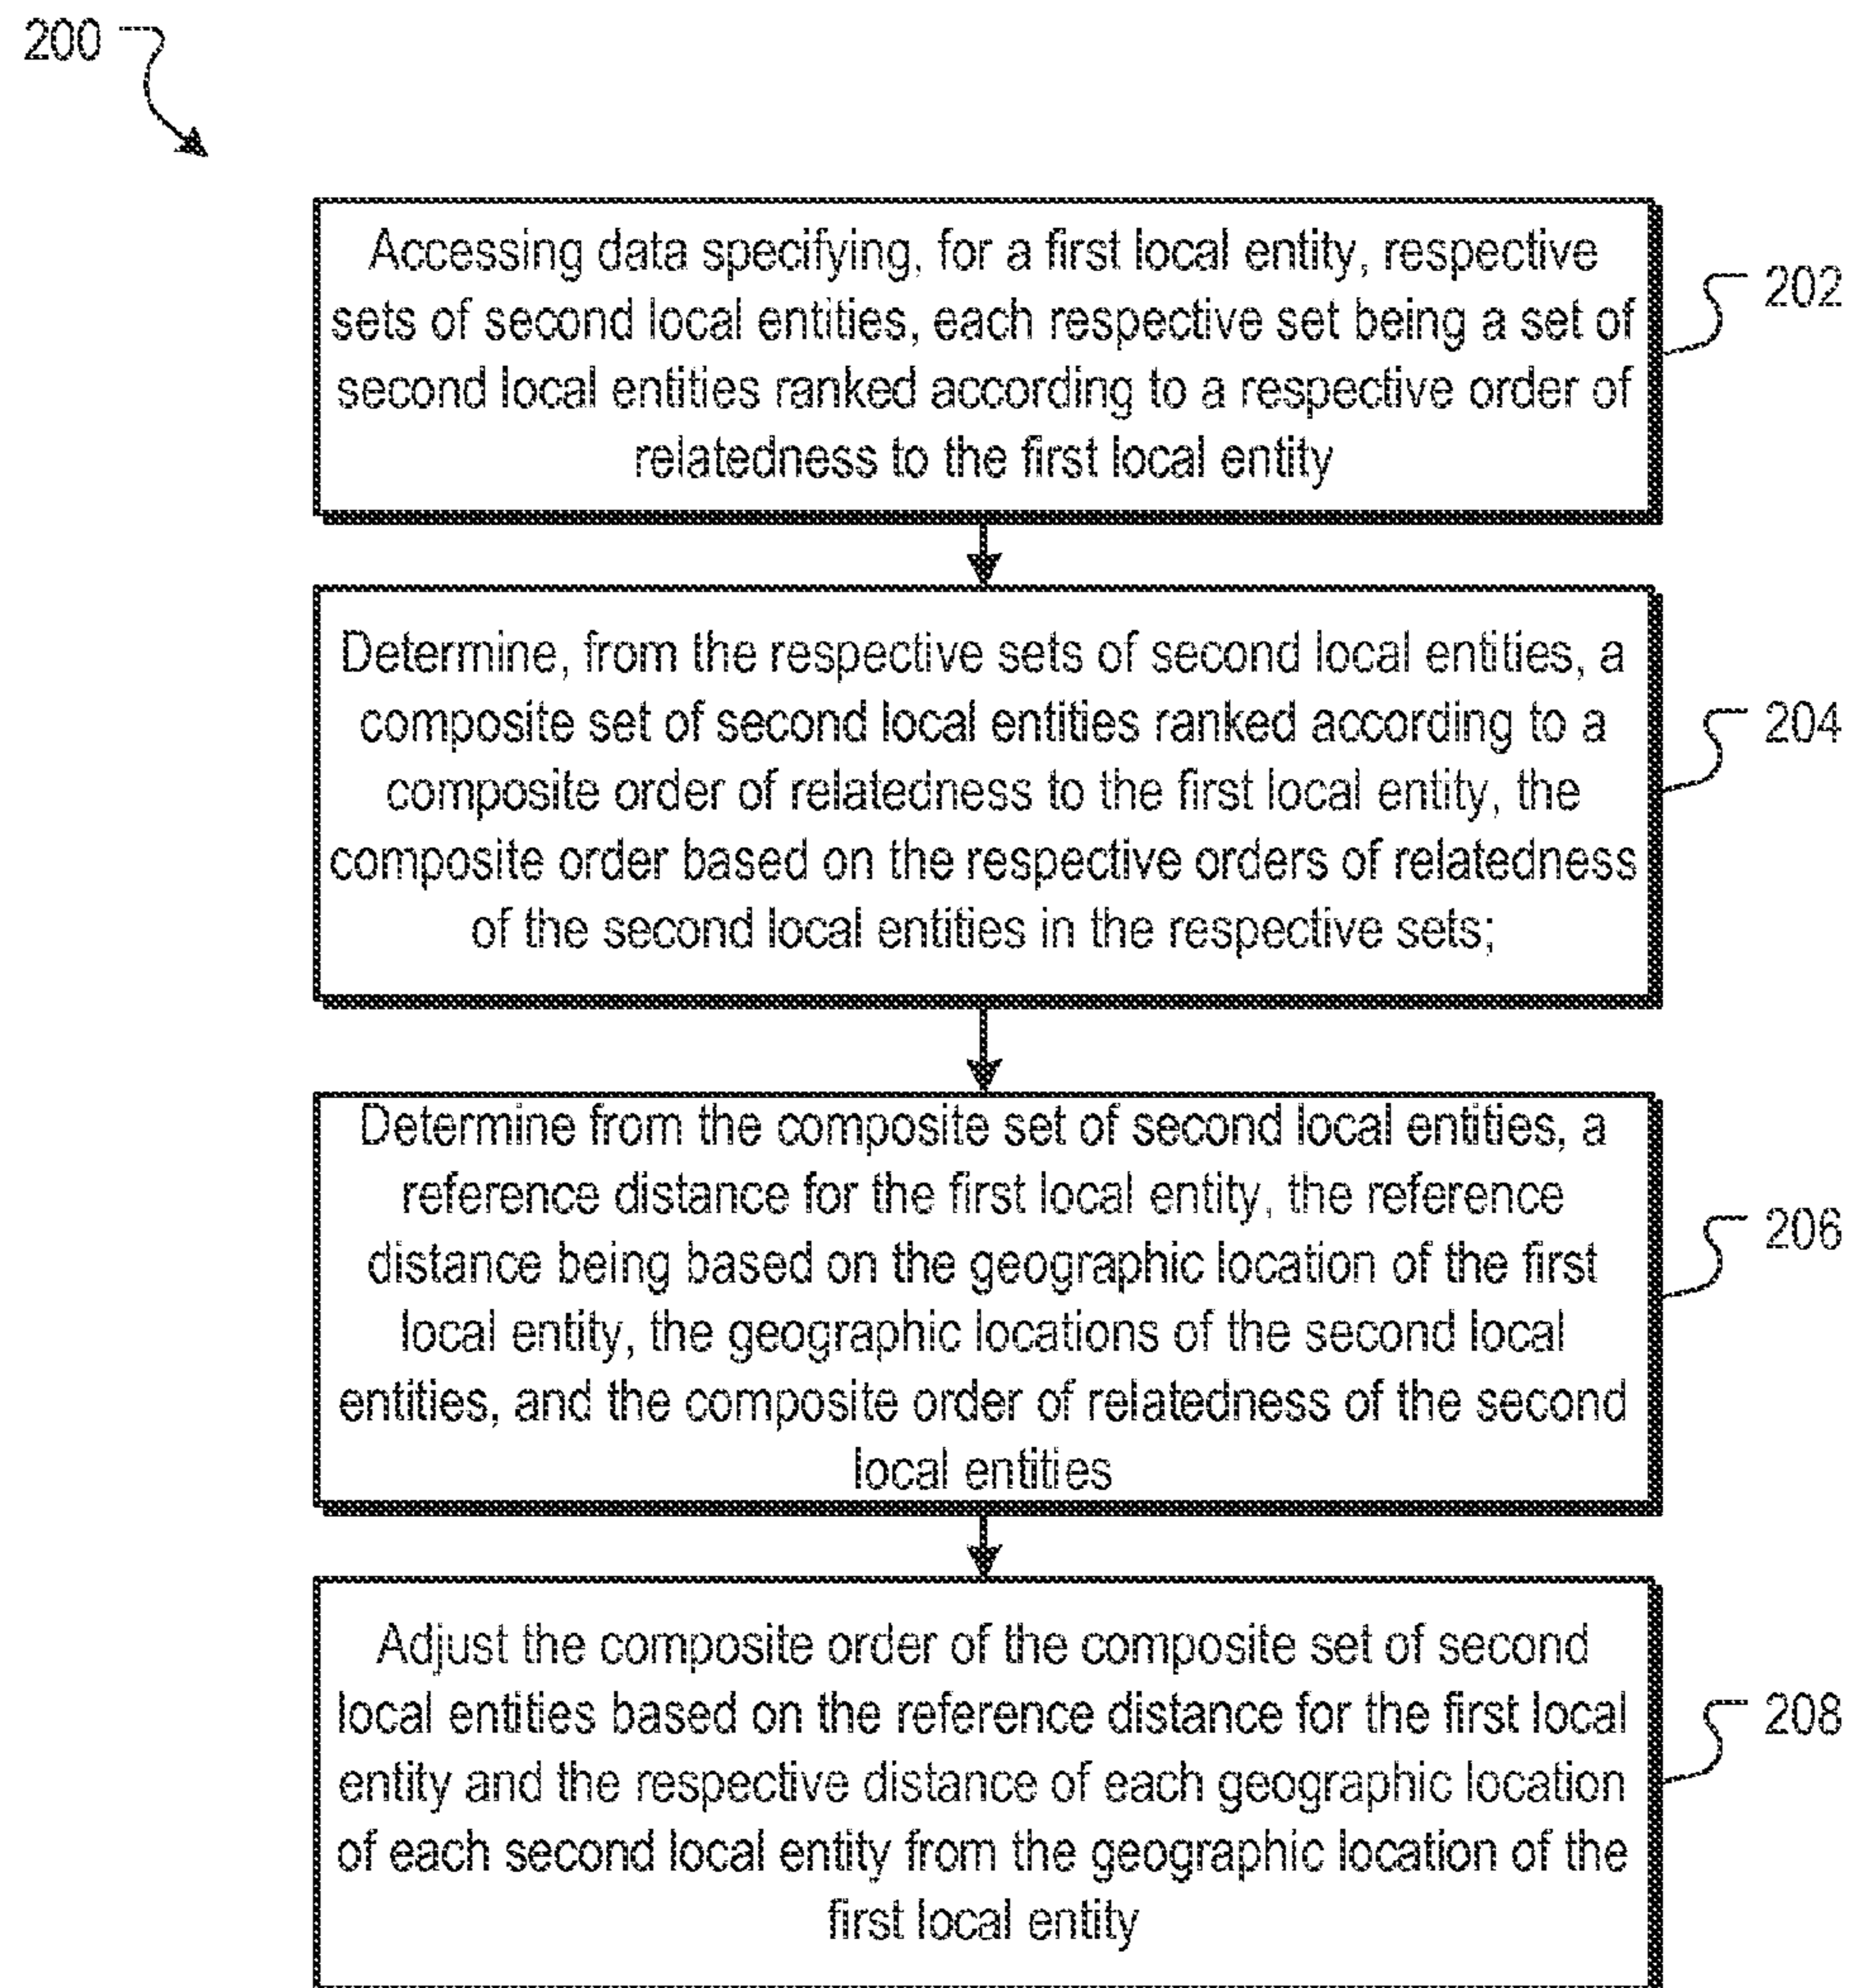 200
Accessing data specifying, for a first local entity, respective
sets of second local entities, each respective set being a set of
second local entities ranked according to a respective order of
relatedness to the first local entity
202
Determine, from the respective sets of second local entities, a
composite set of second local entities ranked according to a
composite order of relatedness to the first local entity, the
composite order based on the respective orders of relatedness
of the second local entities in the respective sets;
204
Determine from the composite set of second local entities, a
reference distance for the first local entity, the reference
distance being based on the geographic location of the first
local entity, the geographic locations of the second local
entities, and the composite order of relatedness of the second
local entities
206
Adjust the composite order of the composite set of second
local entities based on the reference distance for the first local
entity and the respective distance of each geographic location
of each second local entity from the geographic location of the
first local entity
208